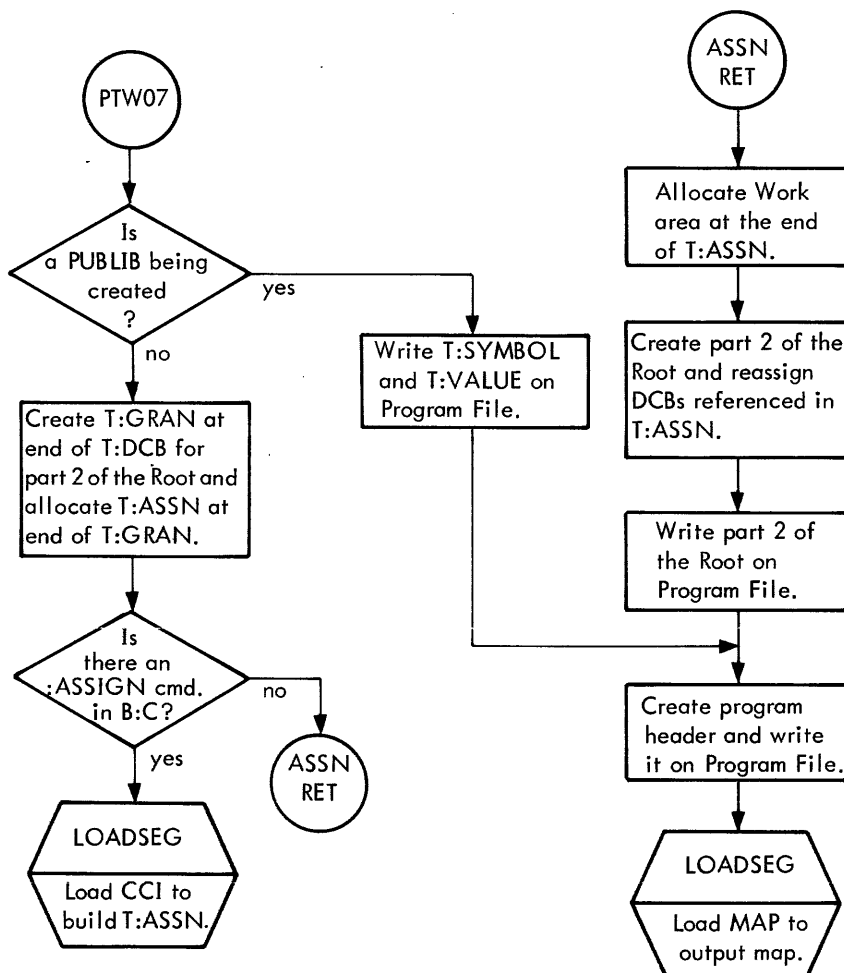 PTW07
Is
a PUBLIB being
created
?
yes
no
Write T:SYMBOL
and T:VALUE on
Program File.
Create T:GRAN at
end of T:DCB for
part 2 of the Root and
allocate T:ASSN at
end of T:GRAN.
Is
there an
:ASSIGN cmd.
in B:C?
no
yes
ASSN
RET
LOADSEG
Load CCI to
build T:ASSN.
ASSN
RET
Allocate Work
area at the end
of T:ASSN.
Create part 2 of the
Root and reassign
DCBs referenced in
T:ASSN.
Write part 2 of
the Root on
Program File.
Create program
header and write
it on Program File.
LOADSEG
Load MAP to
output map.